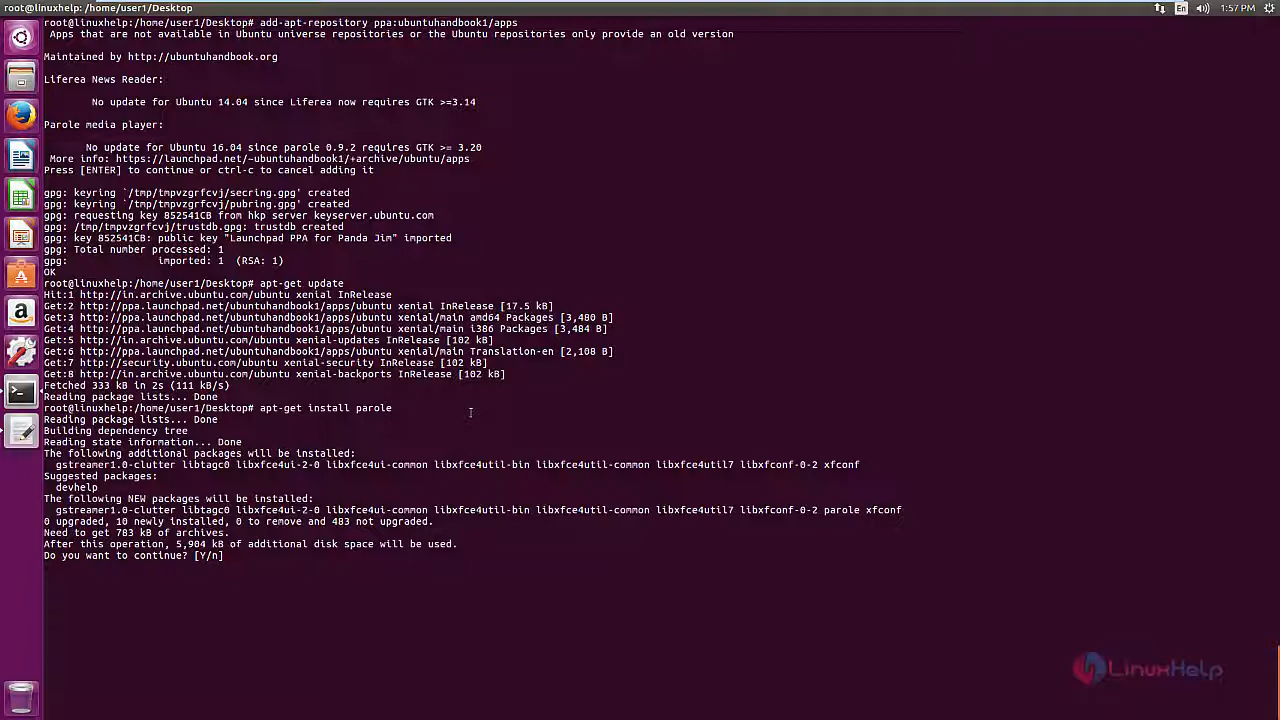 root@linuxhelp: /home/user1/Desktop
En
1:57 PM
root@linuxhelp:/home/user1/Desktop# add-apt-repository ppa:ubuntuhandbook1/apps
Apps that are not available in Ubuntu universe repositories or the Ubuntu repositories only provide an old version
Maintained by http://ubuntuhandbook.org
Liferea News Reader:
No update for Ubuntu 14.04 since Liferea now requires GTK >=3.14
Parole media player:
No update for Ubuntu 16.04 since parole 0.9.2 requires GTK >= 3.20
More info: https://launchpad.net/~ubuntuhandbook1/+archive/ubuntu/apps
Press [ENTER] to continue or ctrl-c to cancel adding it
gpg: keyring `/tmp/tmpvzgrfcvj/secring.gpg' created
gpg: keyring `/tmp/tmpvzgrfcvj/pubring.gpg' created
gpg: requesting key 852541CB from hkp server keyserver.ubuntu.com
gpg: /tmp/tmpvzgrfcvj/trustdb.gpg: trustdb created
gpg: key 852541CB: public key "Launchpad PPA for Panda Jim" imported
gpg: Total number processed: 1
gpg:               imported: 1  (RSA: 1)
OK
root@linuxhelp:/home/user1/Desktop# apt-get update
Hit:1 http://in.archive.ubuntu.com/ubuntu xenial InRelease
Get:2 http://ppa.launchpad.net/ubuntuhandbook1/apps/ubuntu xenial InRelease [17.5 kB]
Get:3 http://ppa.launchpad.net/ubuntuhandbook1/apps/ubuntu xenial/main amd64 Packages [3,480 B]
Get:4 http://ppa.launchpad.net/ubuntuhandbook1/apps/ubuntu xenial/main i386 Packages [3,484 B]
Get:5 http://in.archive.ubuntu.com/ubuntu xenial-updates InRelease [102 kB]
Get:6 http://ppa.launchpad.net/ubuntuhandbook1/apps/ubuntu xenial/main Translation-en [2,108 B]
Get:7 http://security.ubuntu.com/ubuntu xenial-security InRelease [102 kB]
Get:8 http://in.archive.ubuntu.com/ubuntu xenial-backports InRelease [102 kB]
Fetched 333 kB in 2s (111 kB/s)
Reading package lists... Done
root@linuxhelp:/home/user1/Desktop# apt-get install parole
Reading package lists... Done
Building dependency tree
Reading state information... Done
The following additional packages will be installed:
gstreamer1.0-clutter libtagc0 libxfce4ui-2-0 libxfce4ui-common libxfce4util-bin libxfce4util-common libxfce4util7 libxfconf-0-2 xfconf
Suggested packages:
devhelp
The following NEW packages will be installed:
gstreamer1.0-clutter libtagc0 libxfce4ui-2-0 libxfce4ui-common libxfce4util-bin libxfce4util-common libxfce4util7 libxfconf-0-2 parole xfconf
0 upgraded, 10 newly installed, 0 to remove and 483 not upgraded.
Need to get 783 kB of archives.
After this operation, 5,904 kB of additional disk space will be used.
Do you want to continue? [Y/n]
LinuxHelp